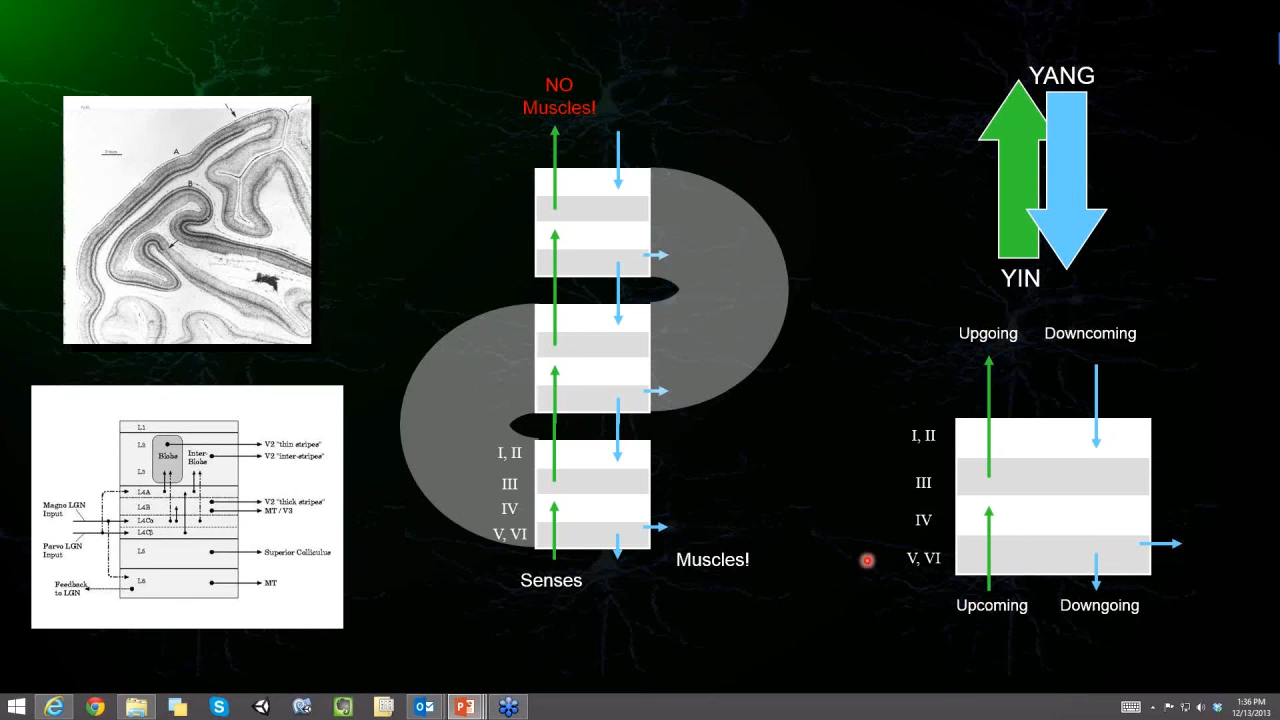 NO
Muscles!
A
B
I, II
III
IV
V, VI
Senses
Muscles!
L1
L2
L3
Blobs
Inter-
Blobs
L4A
L4B
L4Cα
L4Cβ
L5
L6
Magno LGN
Input
Parvo LGN
Input
Feedback
to LGN
V2 "thin stripes"
V2 "inter-stripes"
V2 "thick stripes"
MT / V3
Superior Colliculus
MT
YANG
YIN
Upgoing
Downcoming
I, II
III
IV
V, VI
Upcoming
Downgoing
1:36 PM
12/13/2013